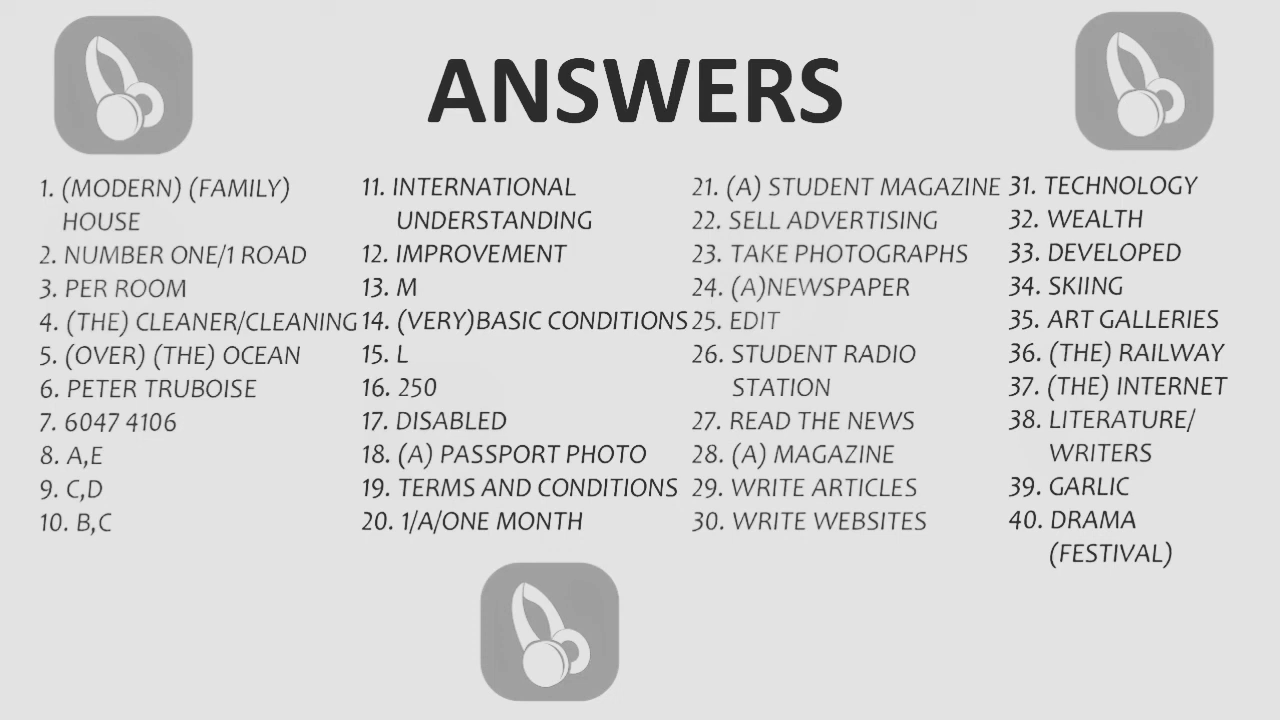 ANSWERS
1. (MODERN) (FAMILY)
HOUSE
2. NUMBER ONE/1 ROAD
3. PER ROOM
4. (THE) CLEANER/CLEANING
5. (OVER) (THE) OCEAN
6. PETER TRUBOISE
7. 6047 4106
8. A,E
9. C,D
10. B,C
11. INTERNATIONAL
UNDERSTANDING
12. IMPROVEMENT
13. M
14. (VERY)BASIC CONDITIONS
15. L
16. 250
17. DISABLED
18. (A) PASSPORT PHOTO
19. TERMS AND CONDITIONS
20. 1/A/ONE MONTH
21. (A) STUDENT MAGAZINE
22. SELL ADVERTISING
23. TAKE PHOTOGRAPHS
24. (A)NEWSPAPER
25. EDIT
26. STUDENT RADIO
STATION
27. READ THE NEWS
28. (A) MAGAZINE
29. WRITE ARTICLES
30. WRITE WEBSITES
31. TECHNOLOGY
32. WEALTH
33. DEVELOPED
34. SKIING
35. ART GALLERIES
36. (THE) RAILWAY
37. (THE) INTERNET
38. LITERATURE/
WRITERS
39. GARLIC
40. DRAMA
(FESTIVAL)